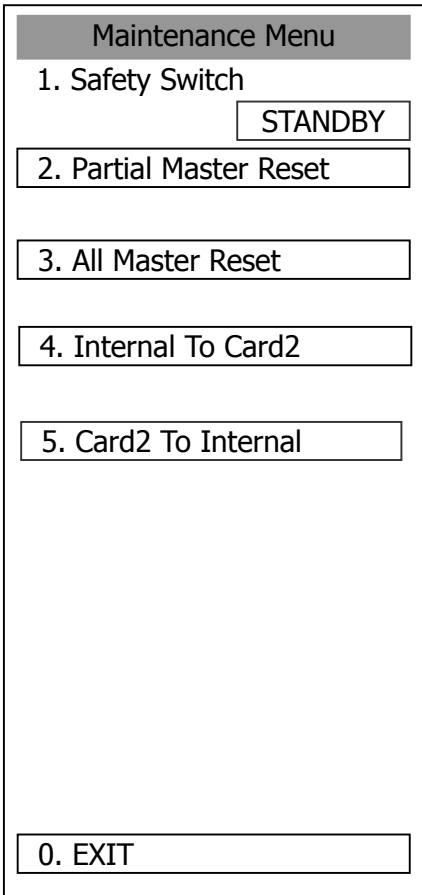 Maintenance Menu
1. Safety Switch
STANDBY
2. Partial Master Reset
3. All Master Reset
4. Internal To Card2
5. Card2 To Internal
0. EXIT